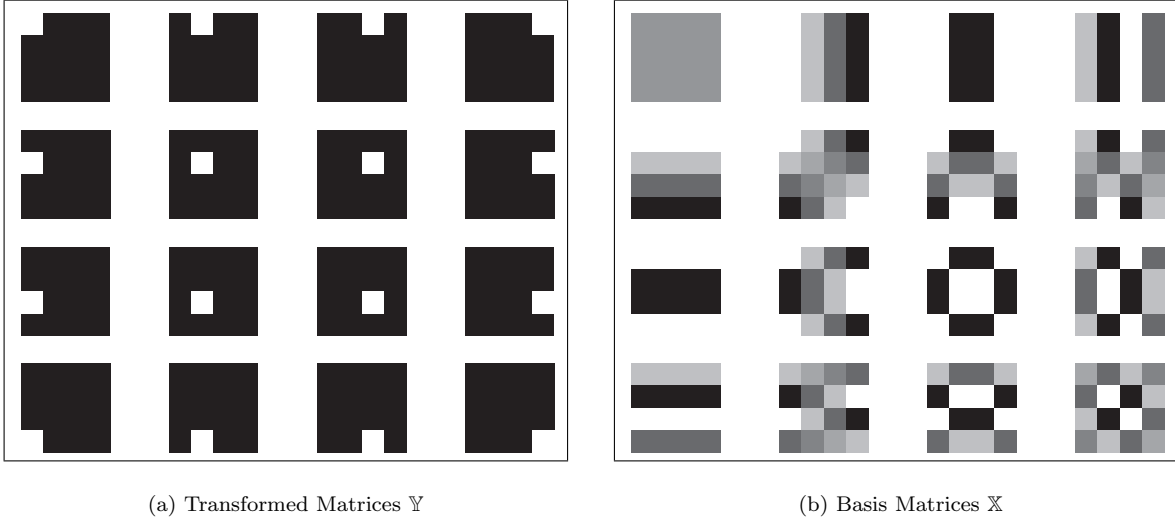 (a) Transformed Matrices 𝕐
(b) Basis Matrices 𝕏